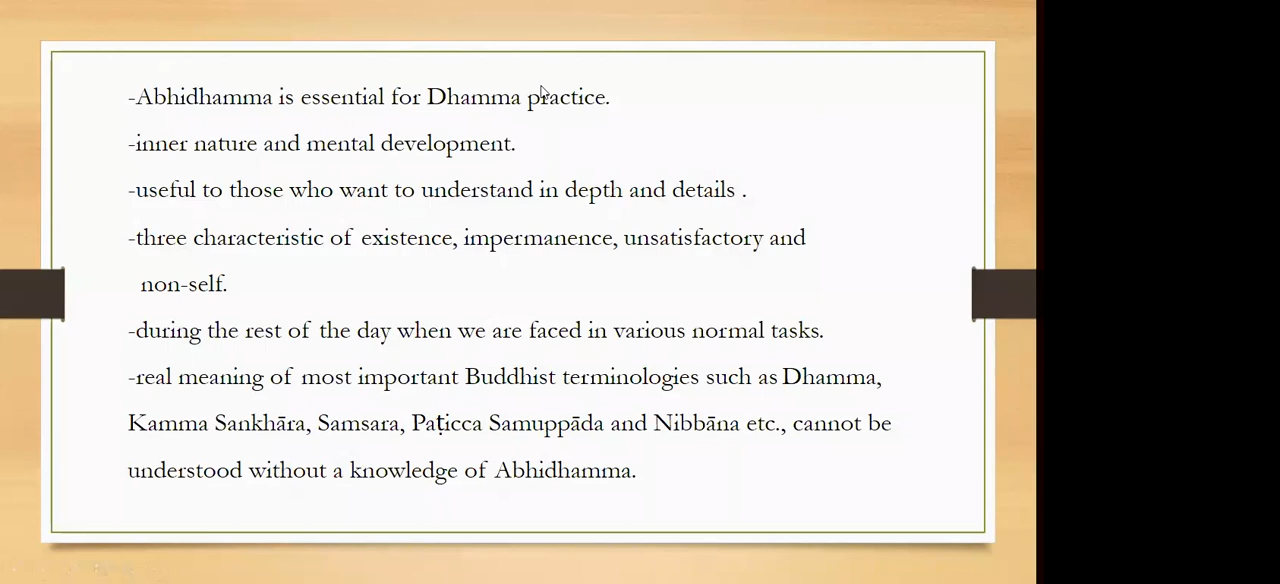 -Abhidhamma is essential for Dhamma practice.
-inner nature and mental development.
-useful to those who want to understand in depth and details .
-three characteristic of existence, impermanence, unsatisfactory and
non-self.
-during the rest of the day when we are faced in various normal tasks.
-real meaning of most important Buddhist terminologies such as Dhamma,
Kamma Sankhāra, Samsara, Paṭicca Samuppāda and Nibbāna etc., cannot be
understood without a knowledge of Abhidhamma.